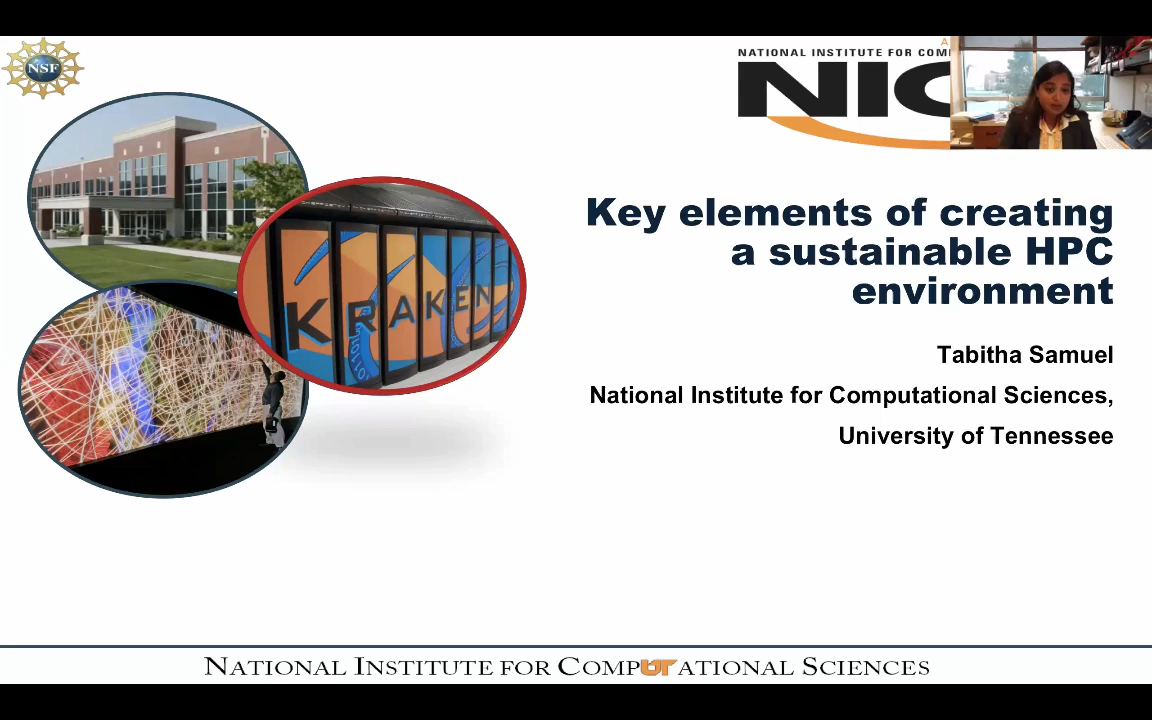 NSF
NATIONAL INSTITUTE FOR COM
NIC
KRAKEN
Key elements of creating
a sustainable HPC
environment
Tabitha Samuel
National Institute for Computational Sciences,
University of Tennessee
NATIONAL INSTITUTE FOR COMPUTATIONAL SCIENCES